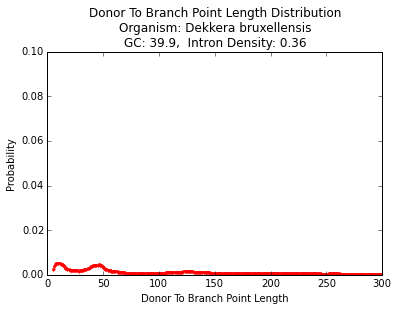 Donor To Branch Point Length Distribution
Organism: Dekkera bruxellensis
GC: 39.9,  Intron Density: 0.36
0.10
0.08
0.06
0.04
0.02
0.00
Probability
0 50 100 150 200 250 300
Donor To Branch Point Length